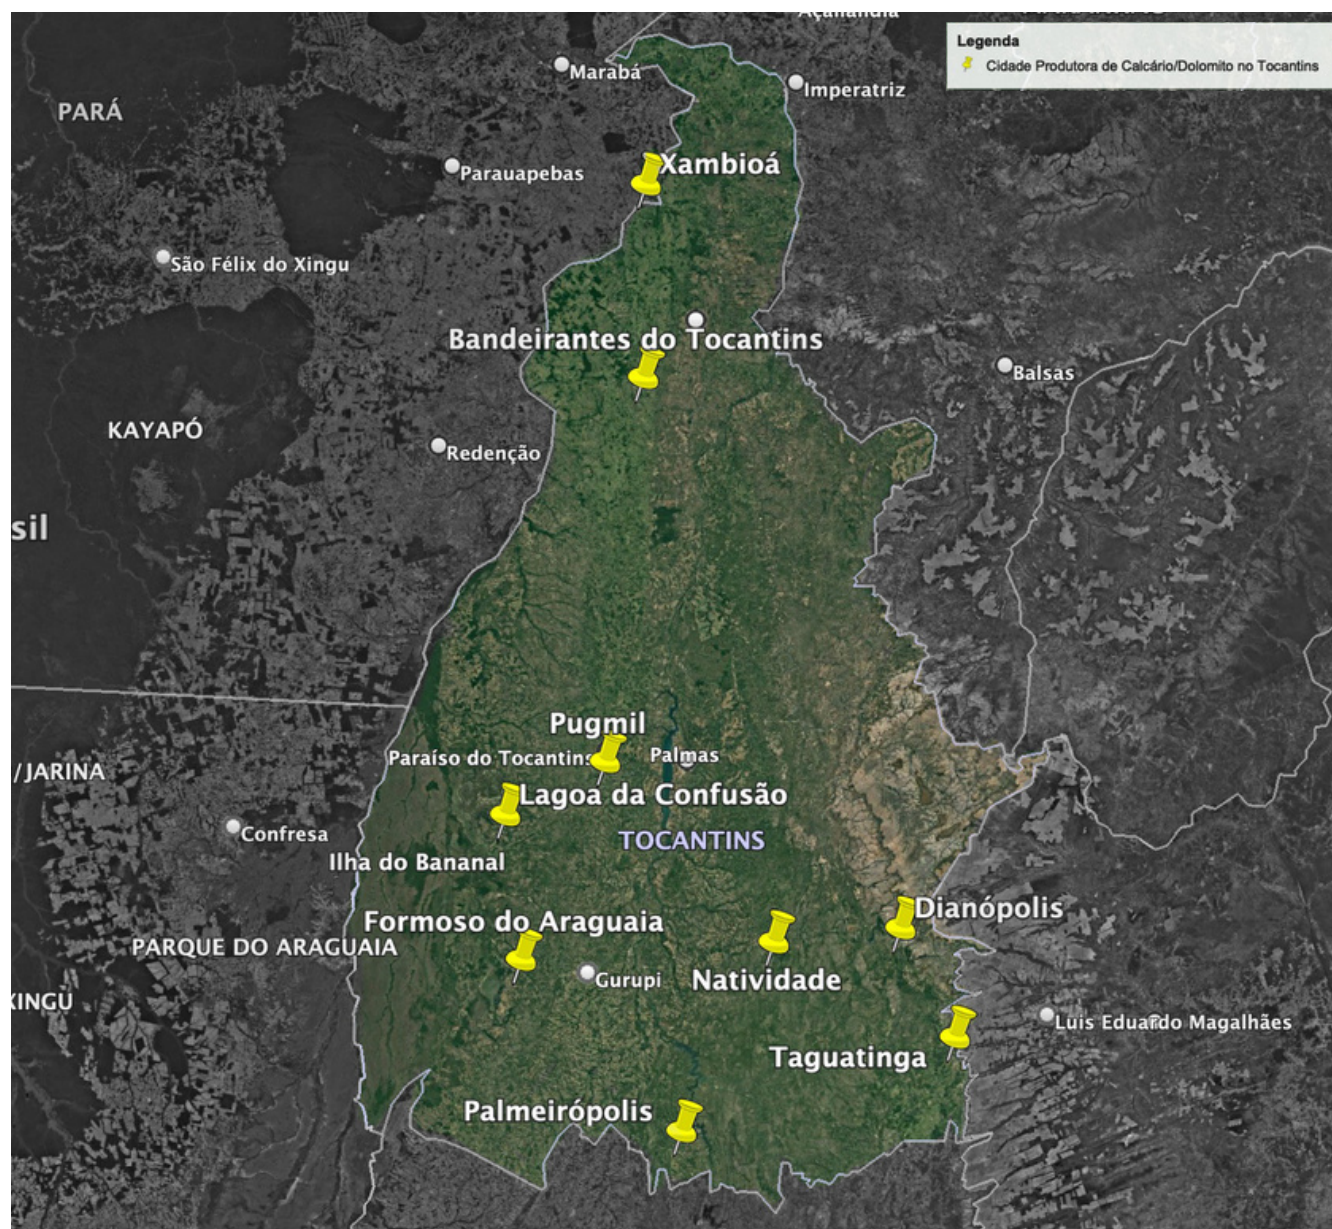 Açailândia
Legenda
Cidade Produtora de Calcário/Dolomito no Tocantins
Marabá
Imperatriz
PARÁ
Xambioá
Parauapebas
São Félix do Xingu
Bandeirantes do Tocantins
Balsas
KAYAPÓ
Redenção
sil
Pugmil
Paraíso do Tocantins
Palmas
/JARINA
Lagoa da Confusão
Confresa
TOCANTINS
Ilha do Bananal
Dianópolis
Formoso do Araguaia
PARQUE DO ARAGUAIA
Gurupi
Natividade
XINGU
Luis Eduardo Magalhães
Taguatinga
Palmeirópolis